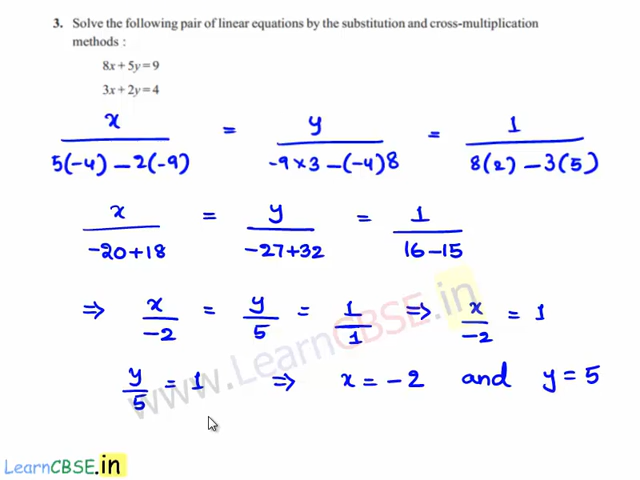 3. Solve the following pair of linear equations by the substitution and cross-multiplication
methods :
8x + 5y = 9
3x + 2y = 4
x / 5(-4) - 2(-9) = y / -9 × 3 - (-4)8 = 1 / 8(2) - 3(5)
x / -20+18 = y / -27+32 = 1 / 16-15
⇒ x/-2 = y/5 = 1/1 ⇒ x/-2 = 1
y/5 = 1 ⇒ x = -2 and y = 5
www.LearnCBSE.in
LearnCBSE.in